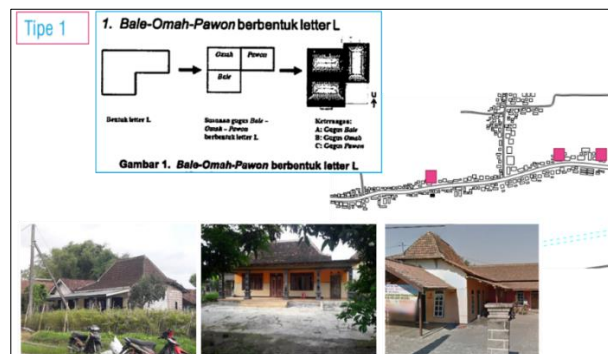 Tipe 1
1. Bale-Omah-Pawon berbentuk letter L
Omah
Pawon
Bale
U
Bentuk letter L
Susunan gugus Bale –
Omah – Pawon
berbentuk letter L
Keterangan:
A: Gugus Bale
B: Gugus Omah
C: Gugus Pawon
Gambar 1. Bale-Omah-Pawon berbentuk letter L